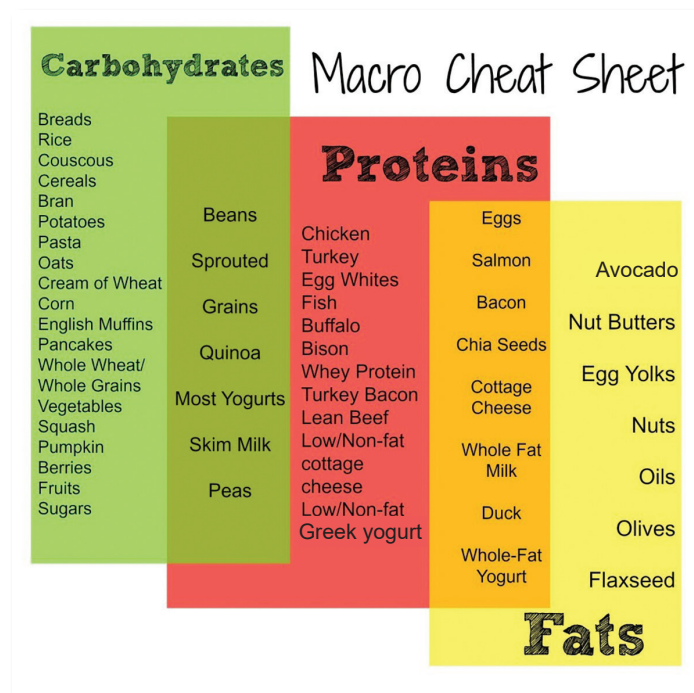 Carbohydrates
Macro Cheat Sheet
Breads
Rice
Couscous
Cereals
Bran
Potatoes
Pasta
Oats
Cream of Wheat
Corn
English Muffins
Pancakes
Whole Wheat/
Whole Grains
Vegetables
Squash
Pumpkin
Berries
Fruits
Sugars
Beans
Sprouted
Grains
Quinoa
Most Yogurts
Skim Milk
Peas
Proteins
Chicken
Turkey
Egg Whites
Fish
Buffalo
Bison
Whey Protein
Turkey Bacon
Lean Beef
Low/Non-fat
cottage
cheese
Low/Non-fat
Greek yogurt
Eggs
Salmon
Bacon
Chia Seeds
Cottage
Cheese
Whole Fat
Milk
Duck
Whole-Fat
Yogurt
Avocado
Nut Butters
Egg Yolks
Nuts
Oils
Olives
Flaxseed
Fats